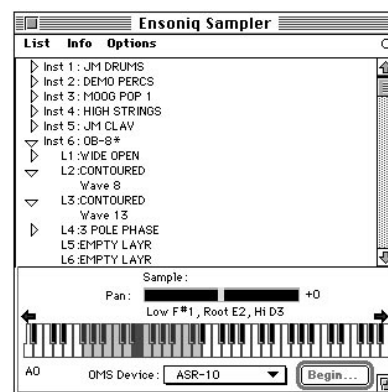 Ensoniq Sampler
List Info Options
Inst 1 : JM DRUMS
Inst 2 : DEMO PERCS
Inst 3 : MOOG POP 1
Inst 4 : HIGH STRINGS
Inst 5 : JM CLAV
Inst 6 : OB-8*
L1 :WIDE OPEN
L2:CONTOURED
Wave 8
L3:CONTOURED
Wave 13
L4:3 POLE PHASE
L5:EMPTY LAYR
L6:EMPTY LAYR
Sample :
Pan : +0
Low F#1 , Root E2, Hi D3
A0 OMS Device : ASR-10 Begin...